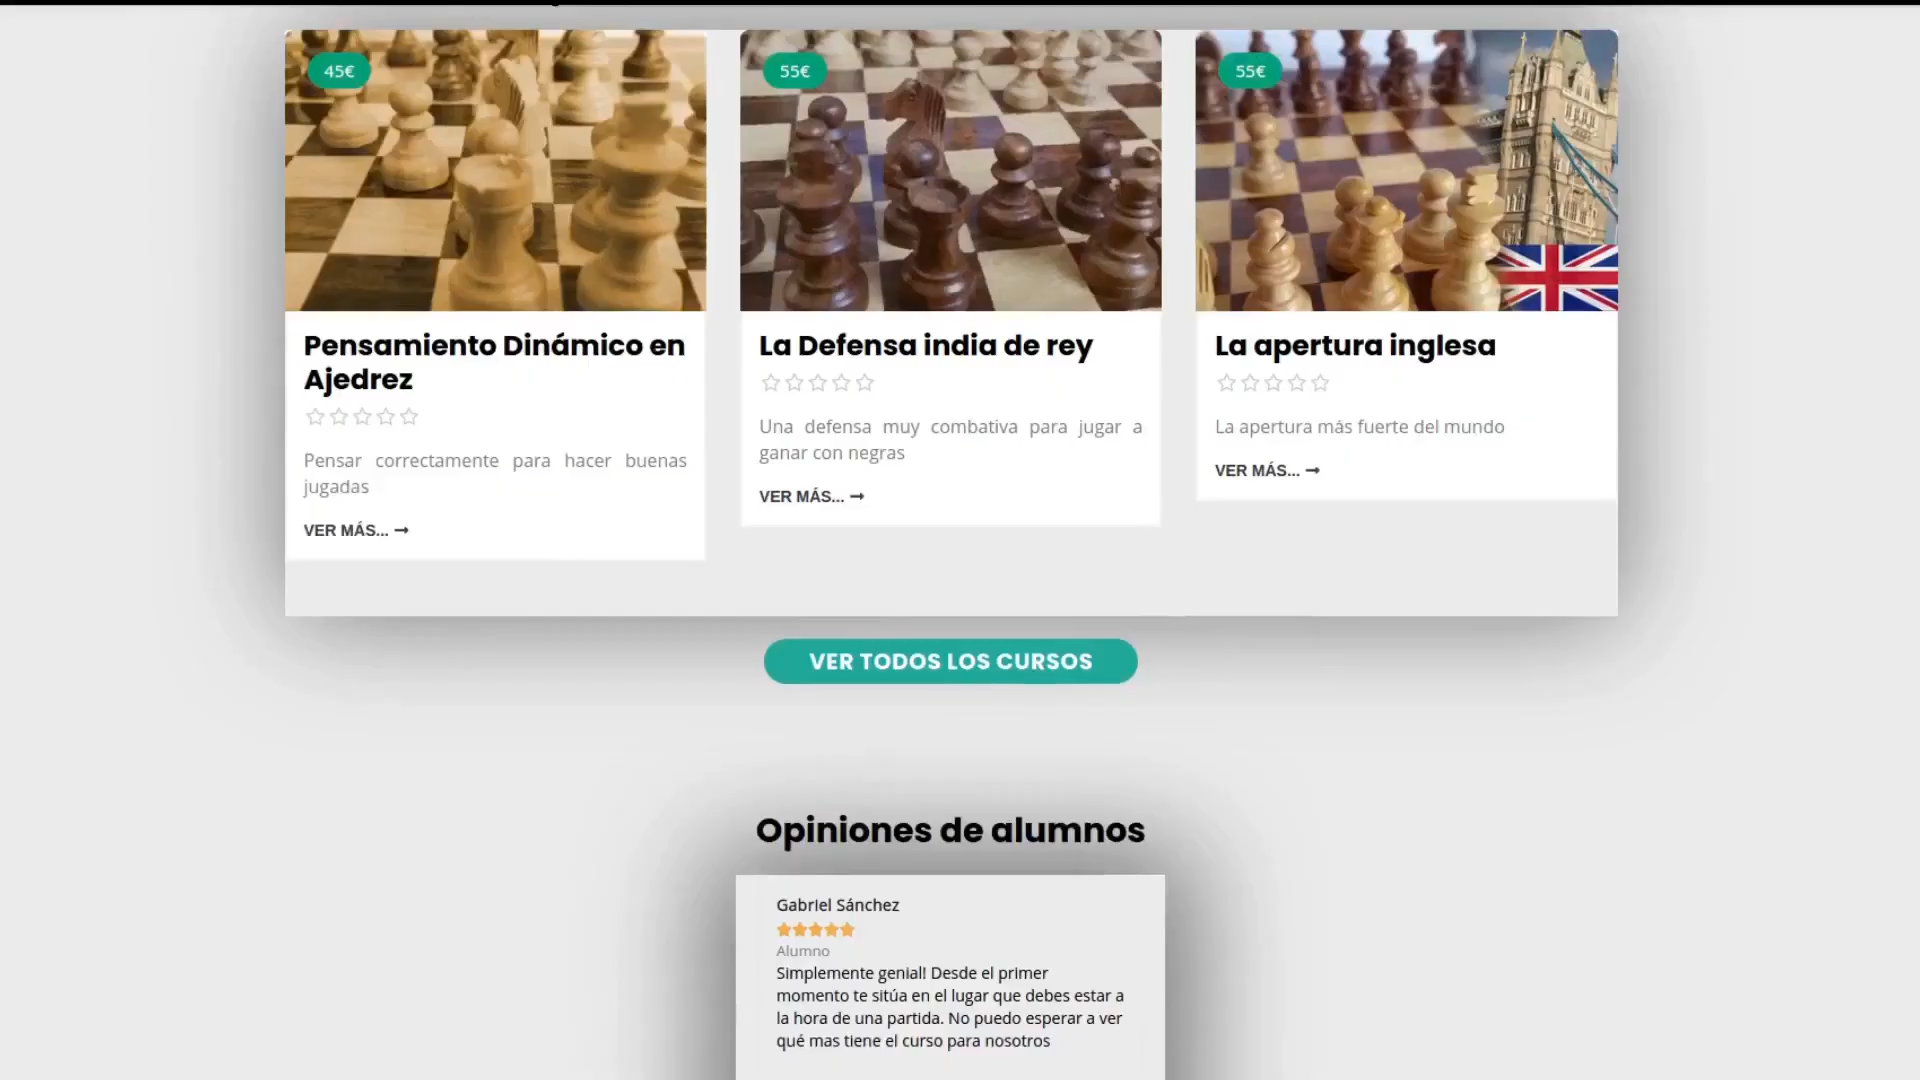 45€
Pensamiento Dinámico en
Ajedrez
Pensar correctamente para hacer buenas
jugadas
VER MÁS...
55€
La Defensa india de rey
Una defensa muy combativa para jugar a
ganar con negras
VER MÁS...
55€
La apertura inglesa
La apertura más fuerte del mundo
VER MÁS...
VER TODOS LOS CURSOS
Opiniones de alumnos
Gabriel Sánchez
Alumno
Simplemente genial! Desde el primer
momento te sitúa en el lugar que debes estar a
la hora de una partida. No puedo esperar a ver
qué mas tiene el curso para nosotros